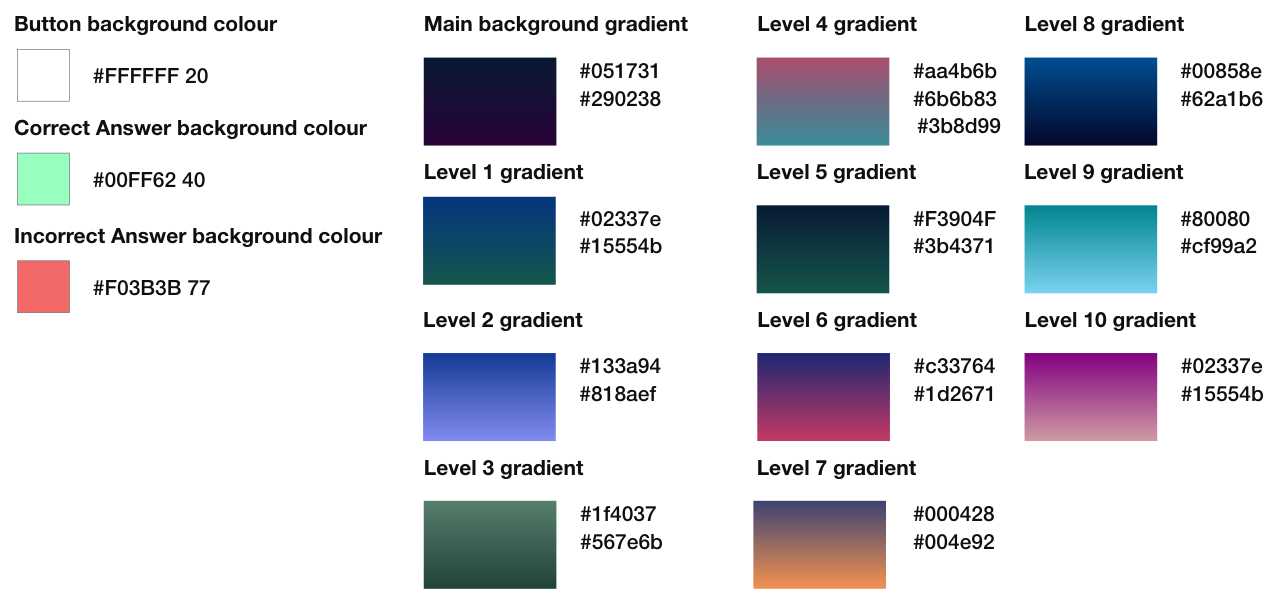 Button background colour
#FFFFFF 20
Correct Answer background colour
#00FF62 40
Incorrect Answer background colour
#F03B3B 77
Main background gradient
#051731
#290238
Level 1 gradient
#02337e
#15554b
Level 2 gradient
#133a94
#818aef
Level 3 gradient
#1f4037
#567e6b
Level 4 gradient
#aa4b6b
#6b6b83
#3b8d99
Level 5 gradient
#F3904F
#3b4371
Level 6 gradient
#c33764
#1d2671
Level 7 gradient
#000428
#004e92
Level 8 gradient
#00858e
#62a1b6
Level 9 gradient
#80080
#cf99a2
Level 10 gradient
#02337e
#15554b